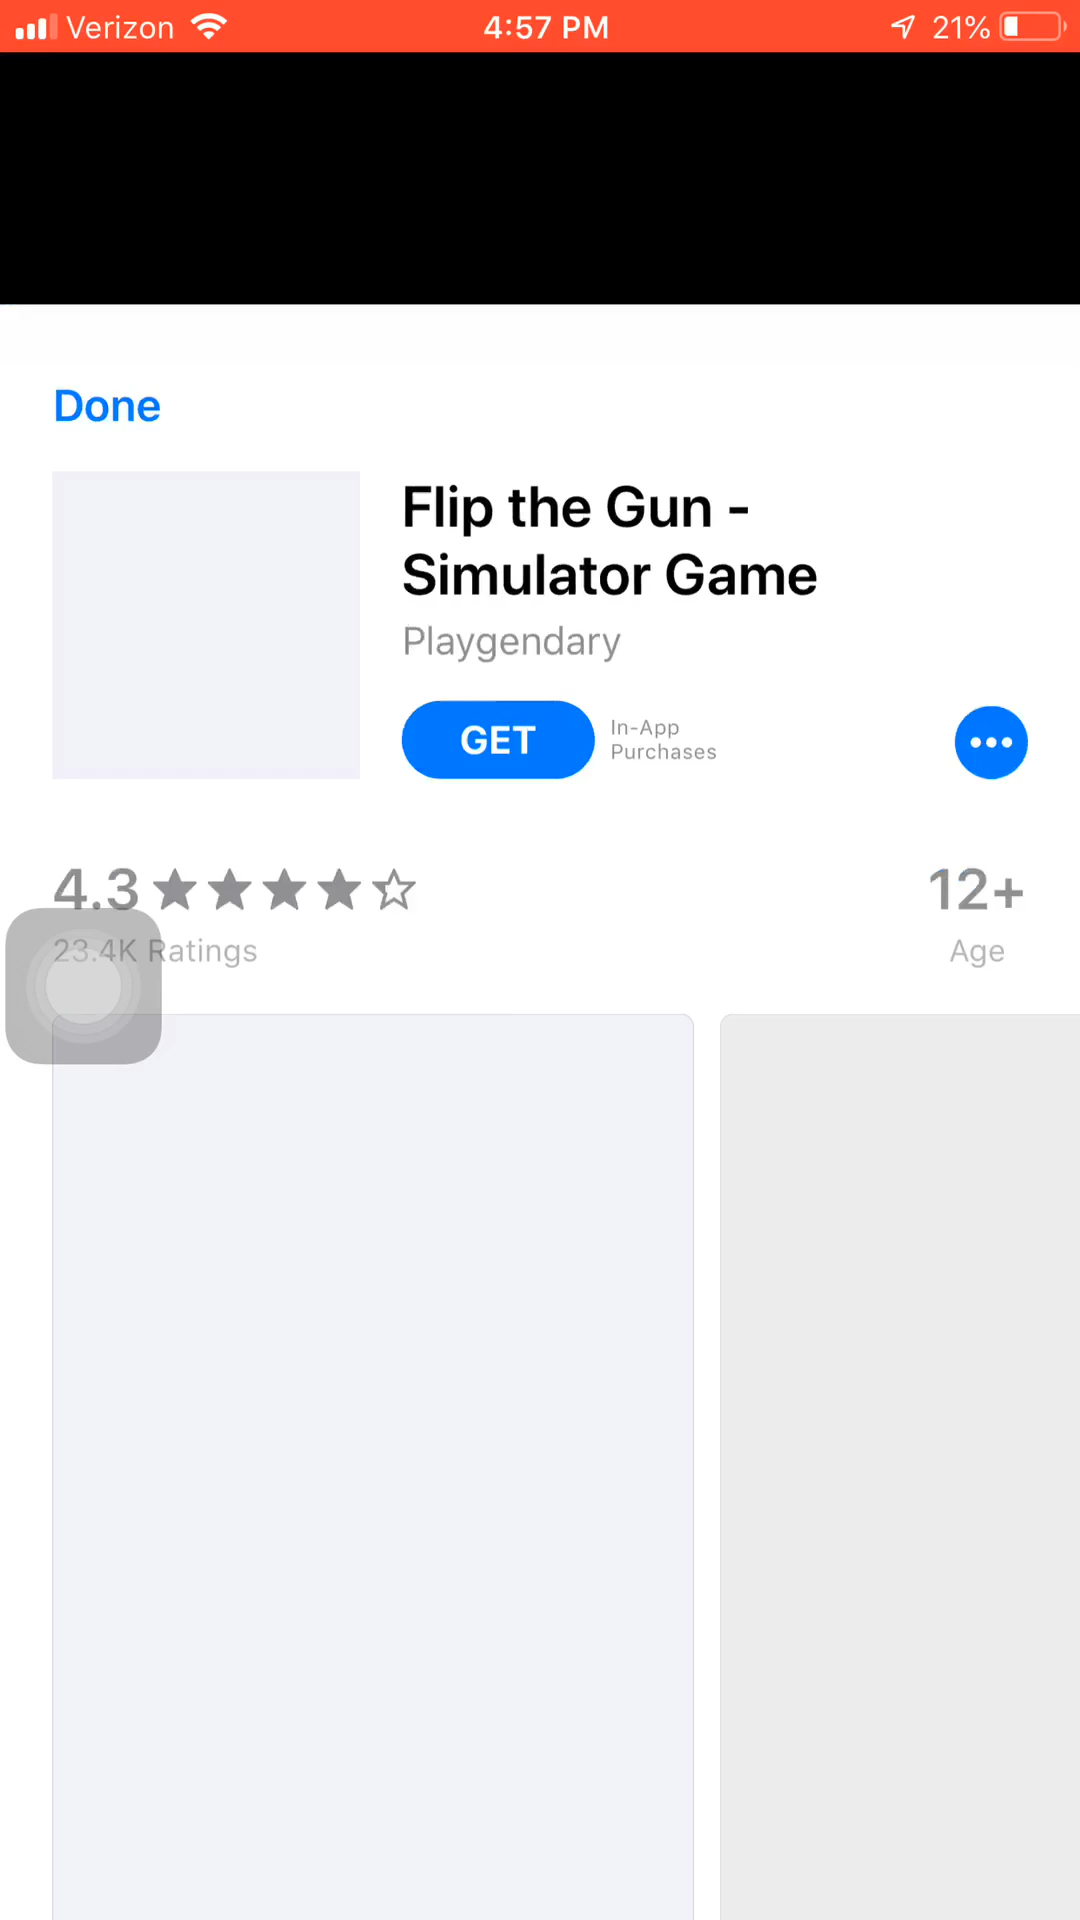 Verizon 4:57 PM 21%
Done
Flip the Gun -
Simulator Game
Playgendary
GET
In-App
Purchases
4.3 12+
23.4K Ratings Age